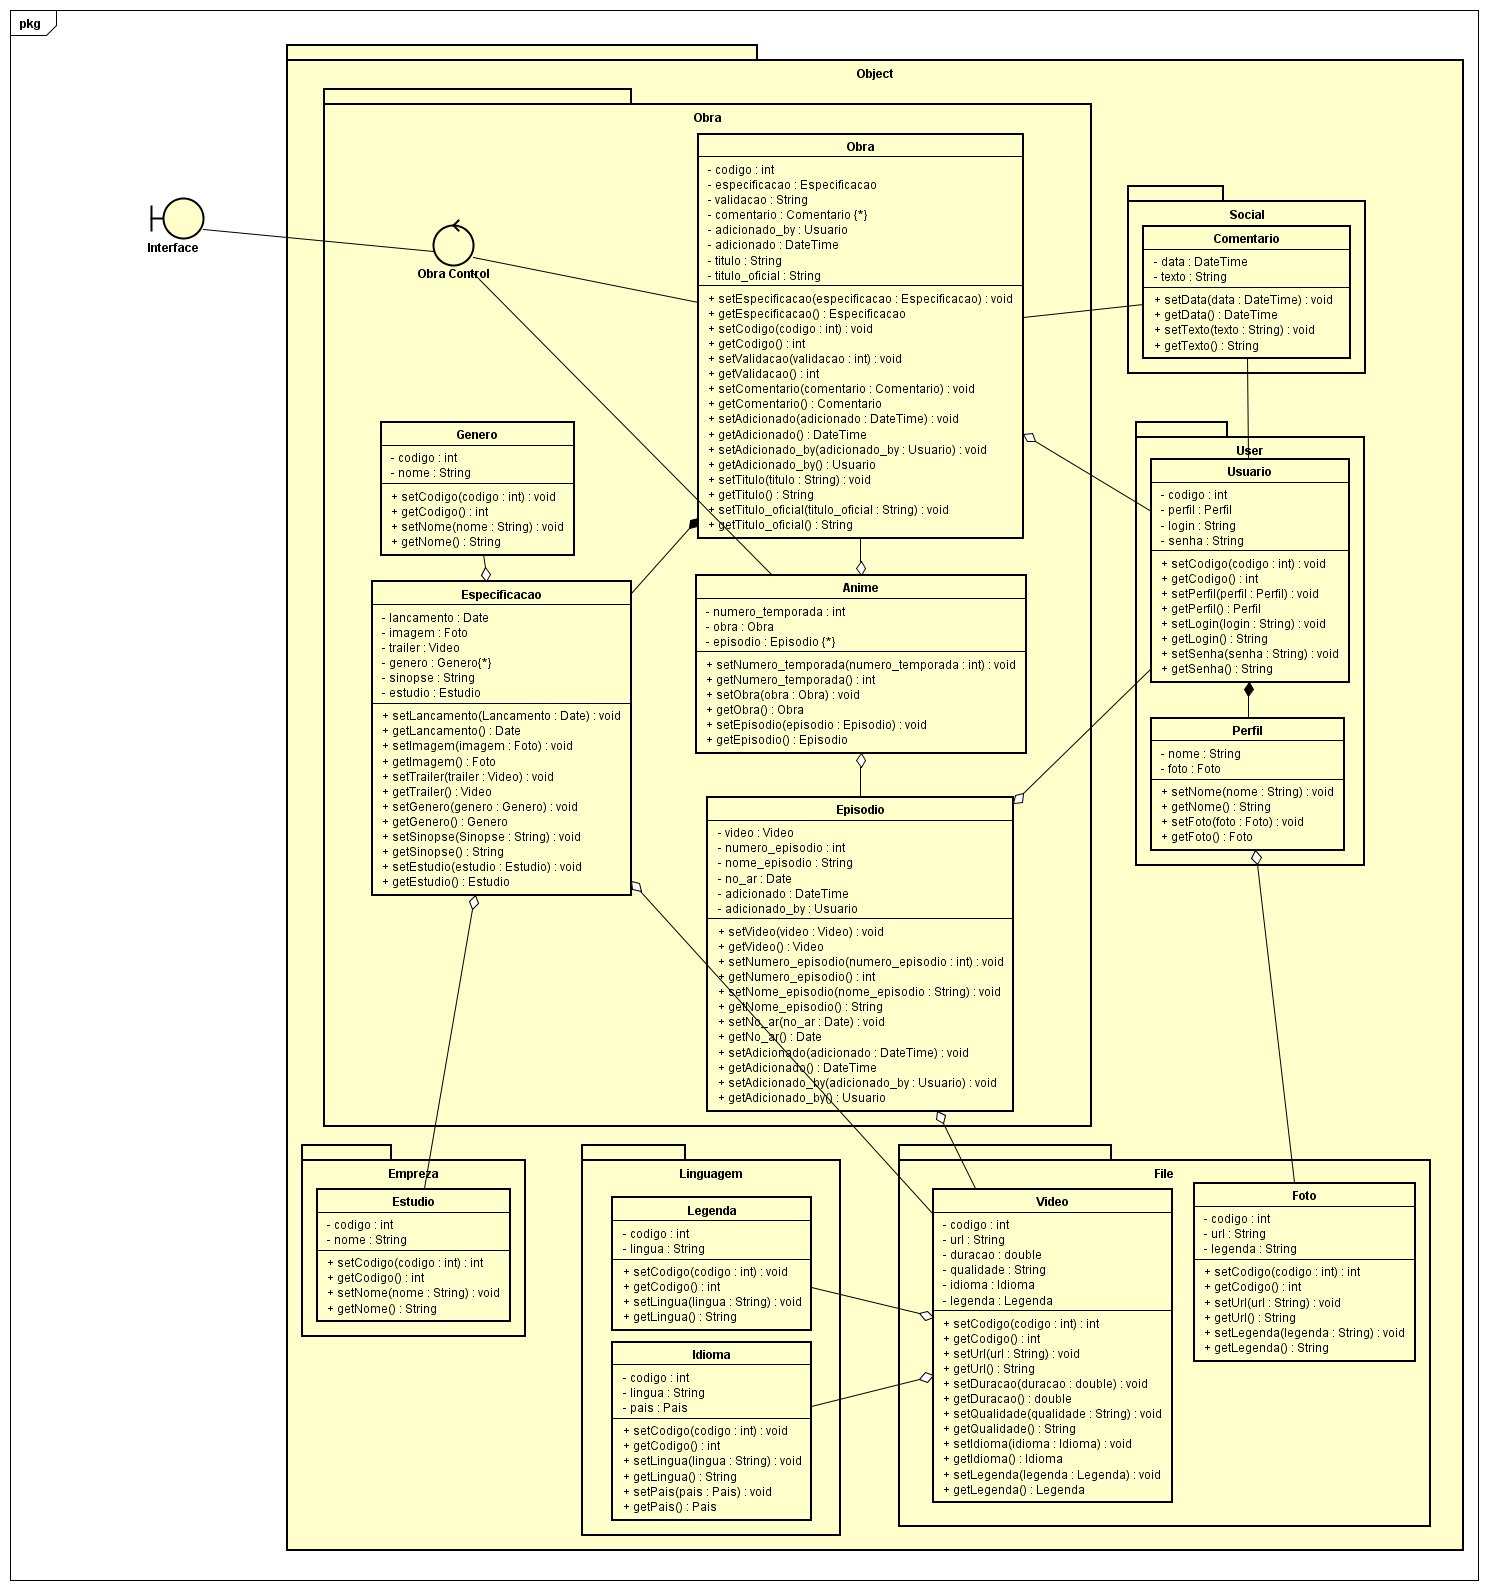 pkg
Object
Obra
Interface
Obra Control
Obra
- codigo : int
- especificacao : Especificacao
- validacao : String
- comentario : Comentario {*}
- adicionado_by : Usuario
- adicionado : DateTime
- titulo : String
- titulo_oficial : String
+ setEspecificacao(especificacao : Especificacao) : void
+ getEspecificacao() : Especificacao
+ setCodigo(codigo : int) : void
+ getCodigo() : int
+ setValidacao(validacao : int) : void
+ getValidacao() : int
+ setComentario(comentario : Comentario) : void
+ getComentario() : Comentario
+ setAdicionado(adicionado : DateTime) : void
+ getAdicionado() : DateTime
+ setAdicionado_by(adicionado_by : Usuario) : void
+ getAdicionado_by() : Usuario
+ setTitulo(titulo : String) : void
+ getTitulo() : String
+ setTitulo_oficial(titulo_oficial : String) : void
+ getTitulo_oficial() : String
Social
Comentario
- data : DateTime
- texto : String
+ setData(data : DateTime) : void
+ getData() : DateTime
+ setTexto(texto : String) : void
+ getTexto() : String
Genero
- codigo : int
- nome : String
+ setCodigo(codigo : int) : void
+ getCodigo() : int
+ setNome(nome : String) : void
+ getNome() : String
User
Usuario
- codigo : int
- perfil : Perfil
- login : String
- senha : String
+ setCodigo(codigo : int) : void
+ getCodigo() : int
+ setPerfil(perfil : Perfil) : void
+ getPerfil() : Perfil
+ setLogin(login : String) : void
+ getLogin() : String
+ setSenha(senha : String) : void
+ getSenha() : String
Especificacao
- lancamento : Date
- imagem : Foto
- trailer : Video
- genero : Genero{*}
- sinopse : String
- estudio : Estudio
+ setLancamento(Lancamento : Date) : void
+ getLancamento() : Date
+ setImagem(imagem : Foto) : void
+ getImagem() : Foto
+ setTrailer(trailer : Video) : void
+ getTrailer() : Video
+ setGenero(genero : Genero) : void
+ getGenero() : Genero
+ setSinopse(Sinopse : String) : void
+ getSinopse() : String
+ setEstudio(estudio : Estudio) : void
+ getEstudio() : Estudio
Anime
- numero_temporada : int
- obra : Obra
- episodio : Episodio {*}
+ setNumero_temporada(numero_temporada : int) : void
+ getNumero_temporada() : int
+ setObra(obra : Obra) : void
+ getObra() : Obra
+ setEpisodio(episodio : Episodio) : void
+ getEpisodio() : Episodio
Perfil
- nome : String
- foto : Foto
+ setNome(nome : String) : void
+ getNome() : String
+ setFoto(foto : Foto) : void
+ getFoto() : Foto
Episodio
- video : Video
- numero_episodio : int
- nome_episodio : String
- no_ar : Date
- adicionado : DateTime
- adicionado_by : Usuario
+ setVideo(video : Video) : void
+ getVideo() : Video
+ setNumero_episodio(numero_episodio : int) : void
+ getNumero_episodio() : int
+ setNome_episodio(nome_episodio : String) : void
+ getNome_episodio() : String
+ setNo_ar(no_ar : Date) : void
+ getNo_ar() : Date
+ setAdicionado(adicionado : DateTime) : void
+ getAdicionado() : DateTime
+ setAdicionado_by(adicionado_by : Usuario) : void
+ getAdicionado_by() : Usuario
Empreza
Estudio
- codigo : int
- nome : String
+ setCodigo(codigo : int) : int
+ getCodigo() : int
+ setNome(nome : String) : void
+ getNome() : String
Linguagem
Legenda
- codigo : int
- lingua : String
+ setCodigo(codigo : int) : void
+ getCodigo() : int
+ setLingua(lingua : String) : void
+ getLingua() : String
Idioma
- codigo : int
- lingua : String
- pais : Pais
+ setCodigo(codigo : int) : void
+ getCodigo() : int
+ setLingua(lingua : String) : void
+ getLingua() : String
+ setPais(pais : Pais) : void
+ getPais() : Pais
File
Video
- codigo : int
- url : String
- duracao : double
- qualidade : String
- idioma : Idioma
- legenda : Legenda
+ setCodigo(codigo : int) : int
+ getCodigo() : int
+ setUrl(url : String) : void
+ getUrl() : String
+ setDuracao(duracao : double) : void
+ getDuracao() : double
+ setQualidade(qualidade : String) : void
+ getQualidade() : String
+ setIdioma(idioma : Idioma) : void
+ getIdioma() : Idioma
+ setLegenda(legenda : Legenda) : void
+ getLegenda() : Legenda
Foto
- codigo : int
- url : String
- legenda : String
+ setCodigo(codigo : int) : int
+ getCodigo() : int
+ setUrl(url : String) : void
+ getUrl() : String
+ setLegenda(legenda : String) : void
+ getLegenda() : String